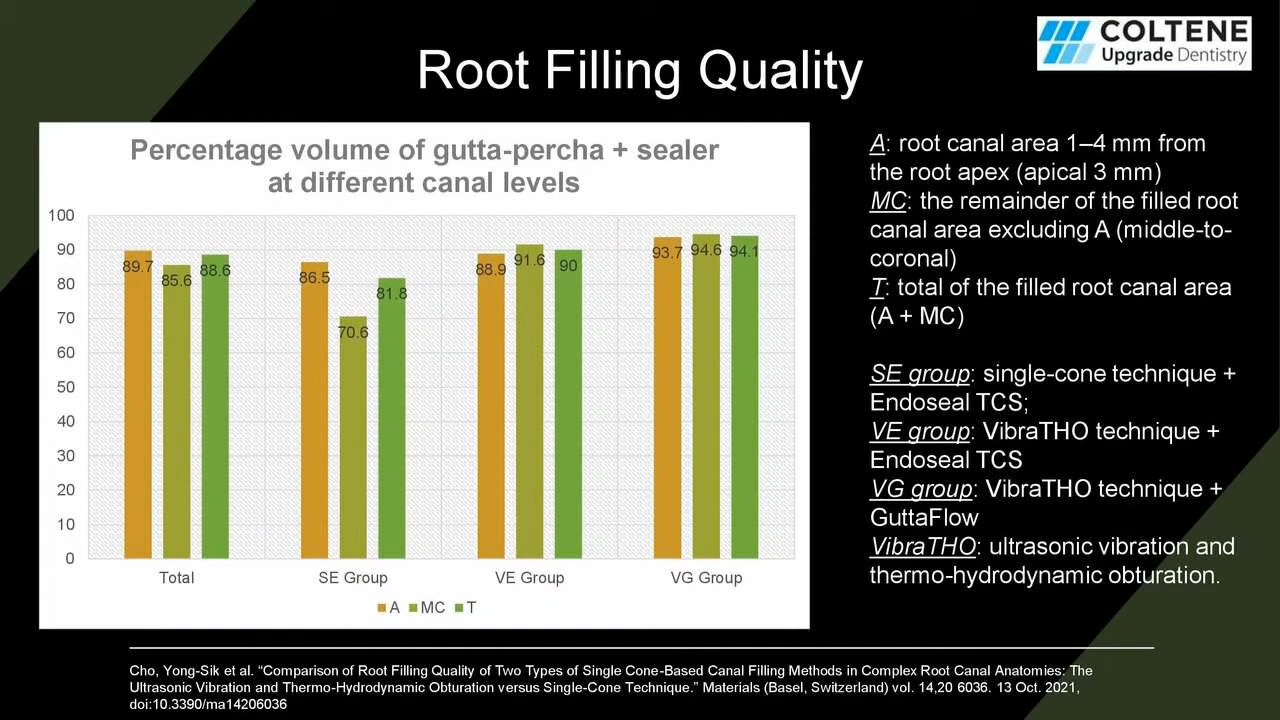 COLTENE
Upgrade Dentistry
Root Filling Quality
Percentage volume of gutta-percha + sealer
at different canal levels
100
90
80
70
60
50
40
30
20
10
0
89.7
85.6
88.6
86.5
70.6
81.8
88.9
91.6
90
93.7
94.6
94.1
Total
SE Group
VE Group
VG Group
A
MC
T
A: root canal area 1–4 mm from
the root apex (apical 3 mm)
MC: the remainder of the filled root
canal area excluding A (middle-to-
coronal)
T: total of the filled root canal area
(A + MC)
SE group: single-cone technique +
Endoseal TCS;
VE group: VibraTHO technique +
Endoseal TCS
VG group: VibraTHO technique +
GuttaFlow
VibraTHO: ultrasonic vibration and
thermo-hydrodynamic obturation.
Cho, Yong-Sik et al. “Comparison of Root Filling Quality of Two Types of Single Cone-Based Canal Filling Methods in Complex Root Canal Anatomies: The
Ultrasonic Vibration and Thermo-Hydrodynamic Obturation versus Single-Cone Technique.” Materials (Basel, Switzerland) vol. 14,20 6036. 13 Oct. 2021,
doi:10.3390/ma14206036